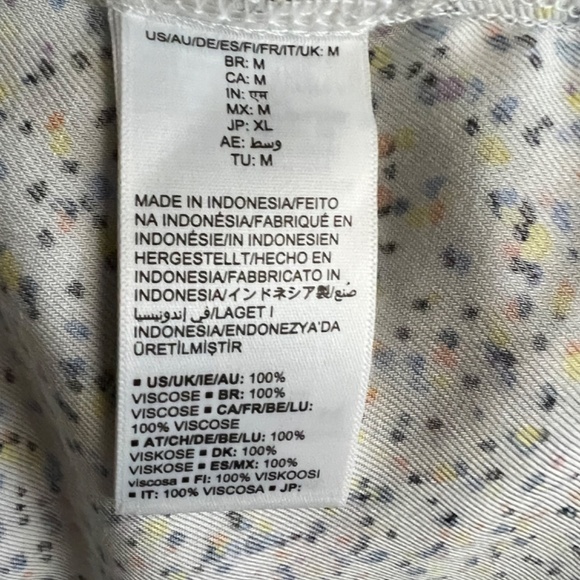 US/AU/DE/ES/FI/FR/IT/UK: M
BR: M
CA: M
IN: एम
MX: M
JP: XL
AE: وسط
TU: M
MADE IN INDONESIA/FEITO
NA INDONÉSIA/FABRIQUÉ EN
INDONÉSIE/IN INDONESIEN
HERGESTELLT/HECHO EN
INDONESIA/FABBRICATO IN
INDONESIA/インドネシア製/صُنع
في إندونيسيا/LAGET I
INDONESIA/ENDONEZYA'DA
ÜRETİLMİŞTİR
▪ US/UK/IE/AU: 100%
VISCOSE ▪ BR: 100%
VISCOSE ▪ CA/FR/BE/LU:
100% VISCOSE
▪ AT/CH/DE/BE/LU: 100%
VISKOSE ▪ DK: 100%
VISKOSE ▪ ES/MX: 100%
viscosa ▪ FI: 100% VISKOOSI
▪ IT: 100% VISCOSA ▪ JP: